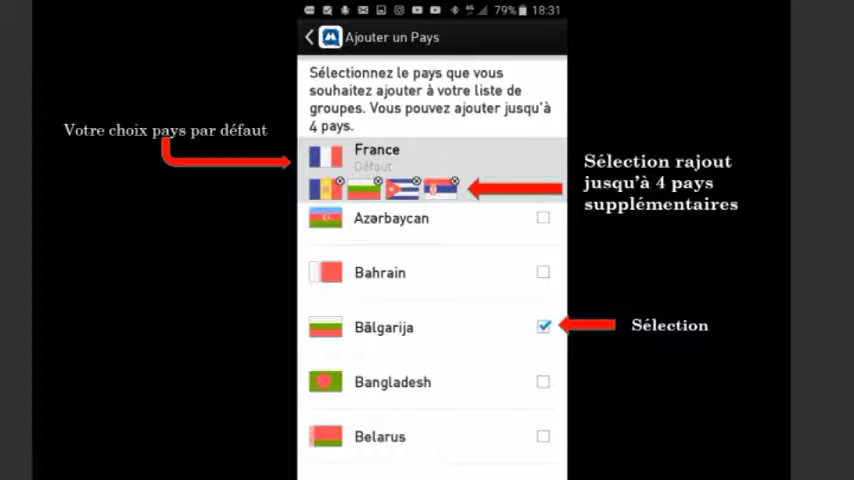 79% 18:31
Ajouter un Pays
Sélectionnez le pays que vous
souhaitez ajouter à votre liste de
groupes. Vous pouvez ajouter jusqu'à
4 pays.
Votre choix pays par défaut
France
Défaut
Sélection rajout
jusqu'à 4 pays
supplémentaires
Azərbaycan
Bahrain
Bălgarija
Sélection
Bangladesh
Belarus